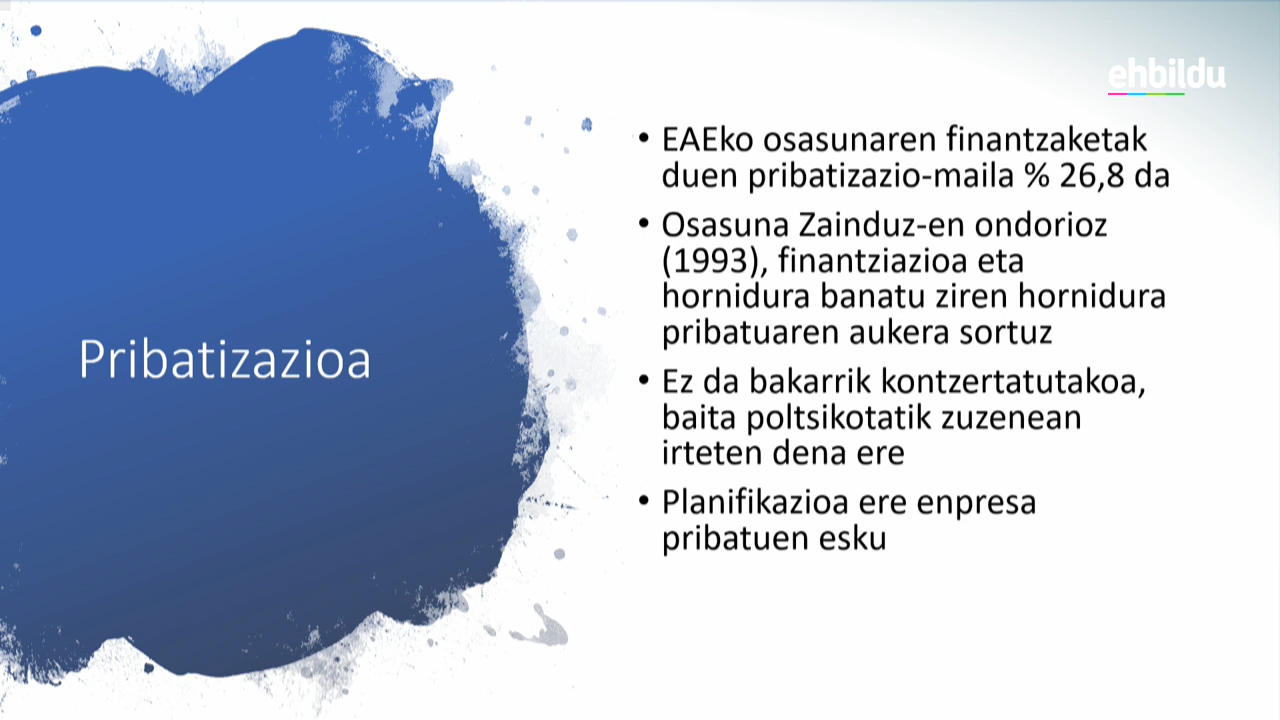 ehbildu
Pribatizazioa
• EAEko osasunaren finantzaketak
duen pribatizazio-maila % 26,8 da
• Osasuna Zainduz-en ondorioz
(1993), finantziazioa eta
hornidura banatu ziren hornidura
pribatuaren aukera sortuz
• Ez da bakarrik kontzertatutakoa,
baita poltsikotatik zuzenean
irteten dena ere
• Planifikazioa ere enpresa
pribatuen esku